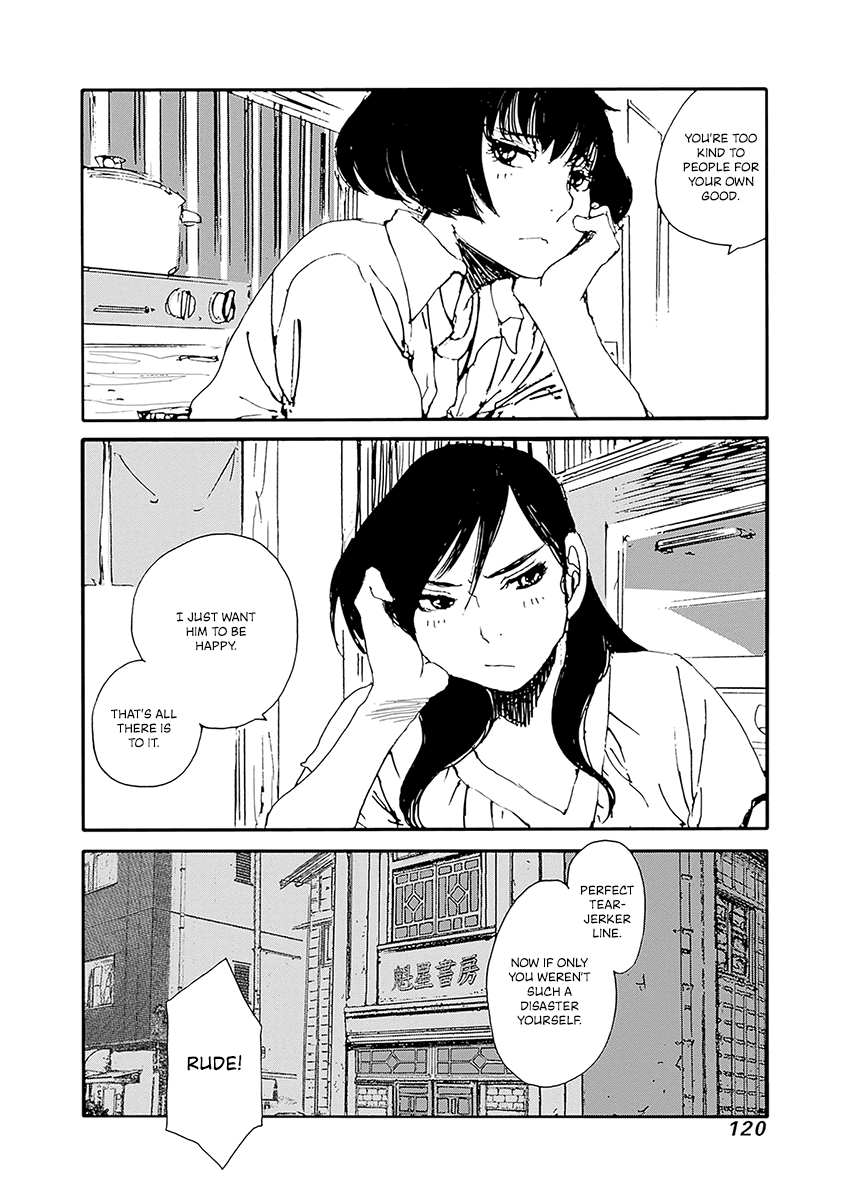 YOU'RE TOO
KIND TO
PEOPLE FOR
YOUR OWN
GOOD.
I JUST WANT
HIM TO BE
HAPPY.
THAT'S ALL
THERE IS
TO IT.
PERFECT
TEAR-
JERKER
LINE.
NOW IF ONLY
YOU WEREN'T
SUCH A
DISASTER
YOURSELF.
魁星書房
RUDE!
120